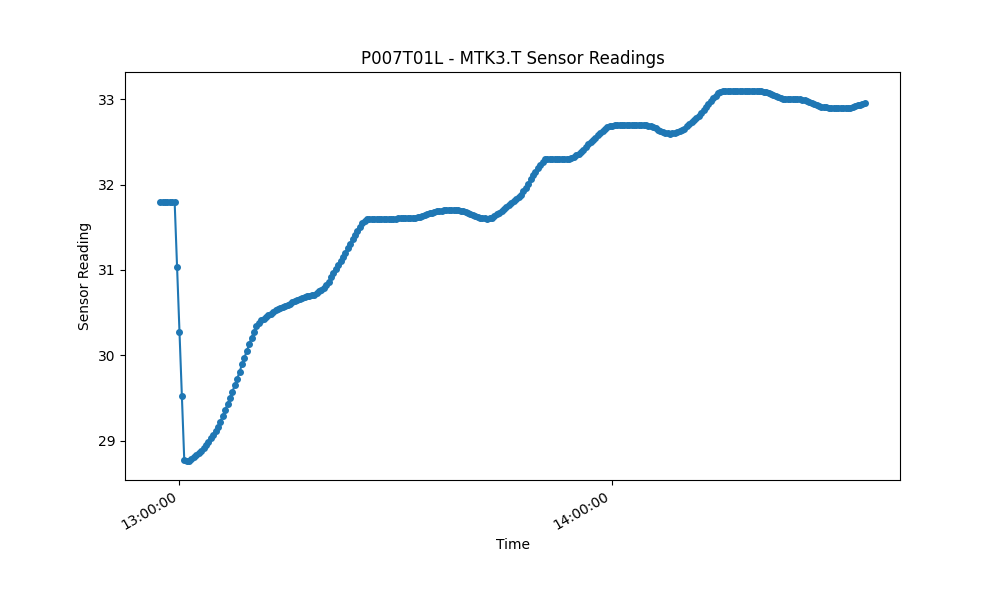 P007T01L - MTK3.T Sensor Readings
33
32
31
30
29
Sensor Reading
13:00:00
14:00:00
Time